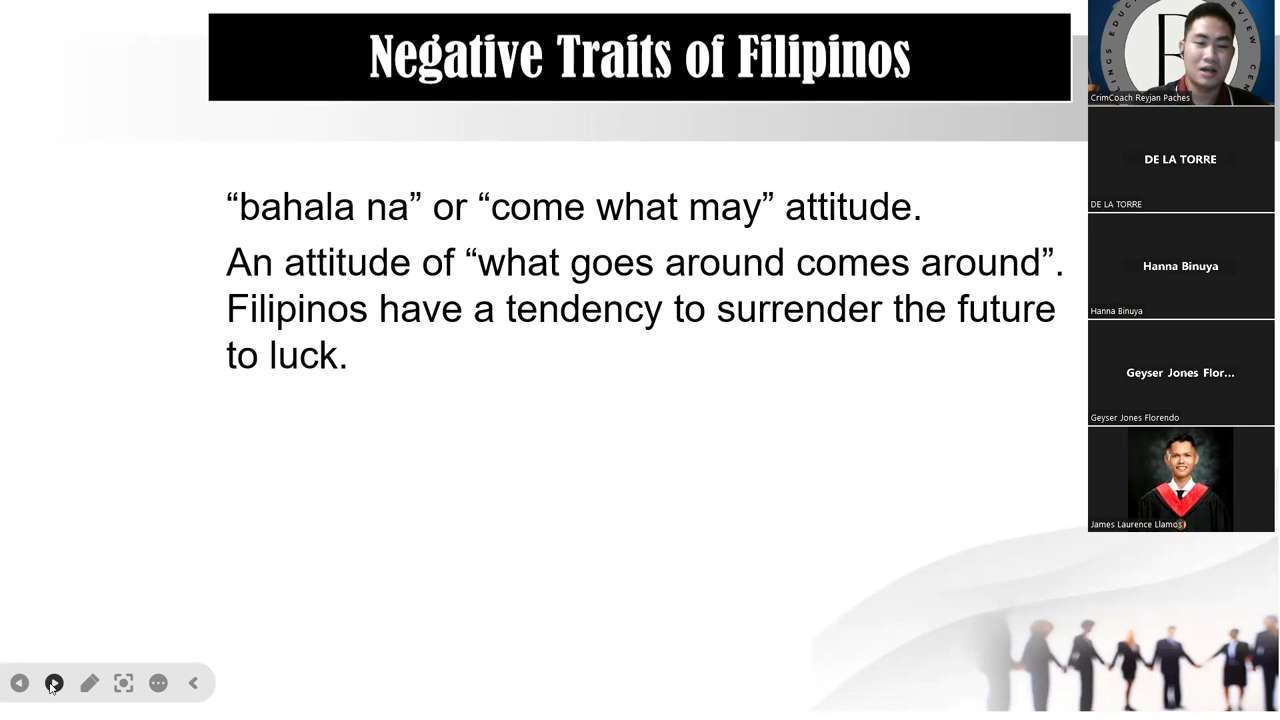 Negative Traits of Filipinos
“bahala na” or “come what may” attitude.
An attitude of “what goes around comes around”.
Filipinos have a tendency to surrender the future
to luck.
CrimCoach Reyjan Paches
DE LA TORRE
DE LA TORRE
Hanna Binuya
Hanna Binuya
Geyser Jones Flor...
Geyser Jones Florendo
James Laurence Llamos